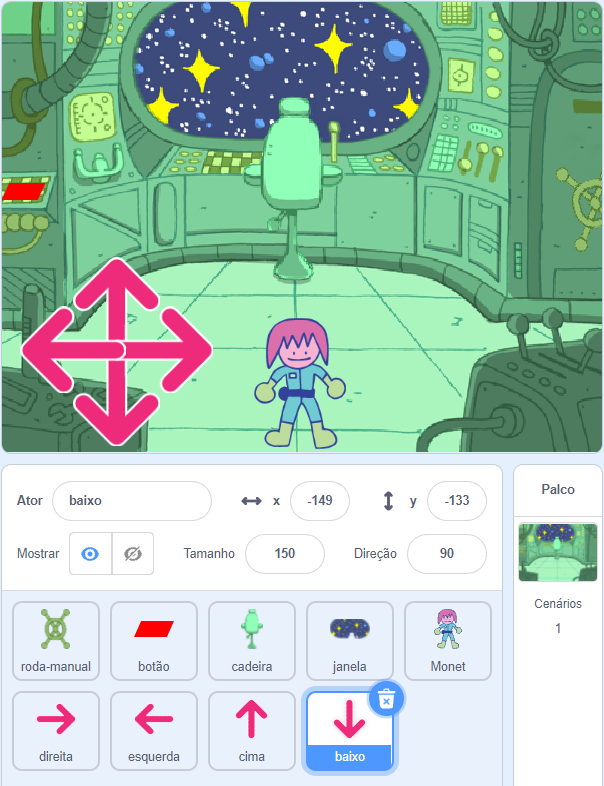 Ator baixo x -149 y -133
Mostrar Tamanho 150 Direção 90
Palco
Cenários
1
roda-manual botão cadeira janela Monet
direita esquerda cima baixo